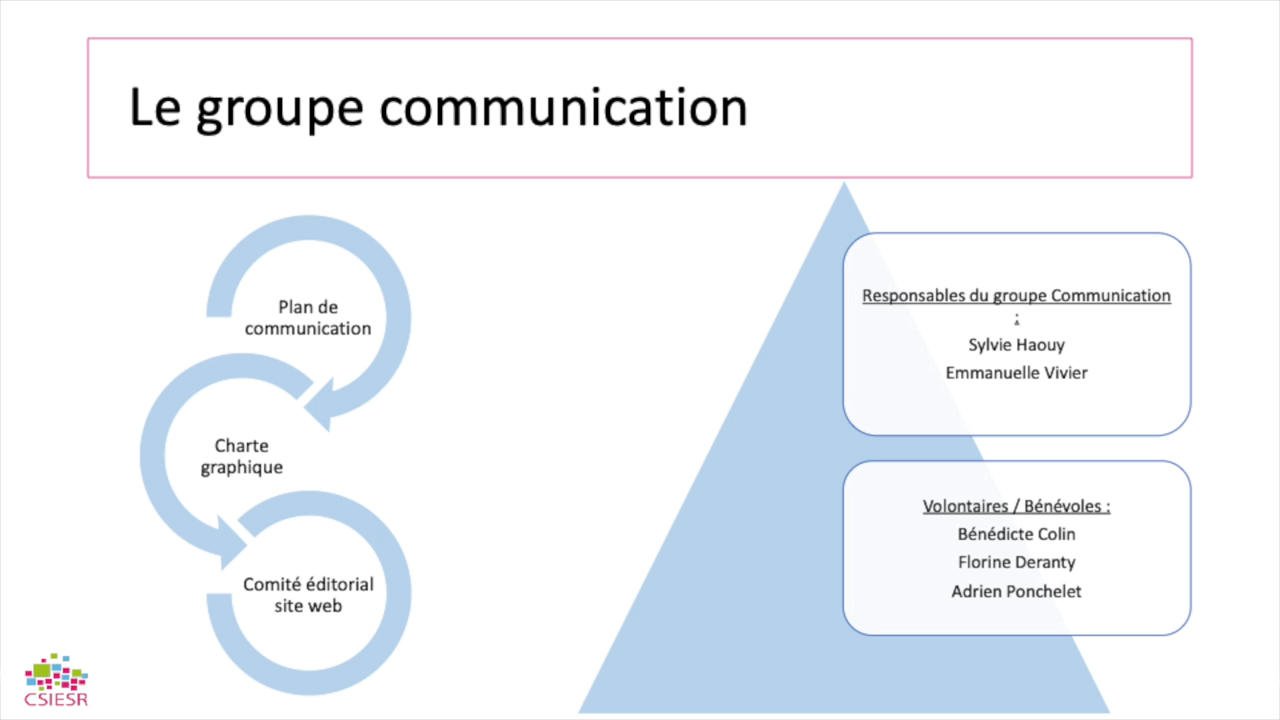 Le groupe communication
Plan de
communication
Charte
graphique
Comité éditorial
site web
Responsables du groupe Communication
:
Sylvie Haouy
Emmanuelle Vivier
Volontaires / Bénévoles :
Bénédicte Colin
Florine Deranty
Adrien Ponchelet
CSIESR